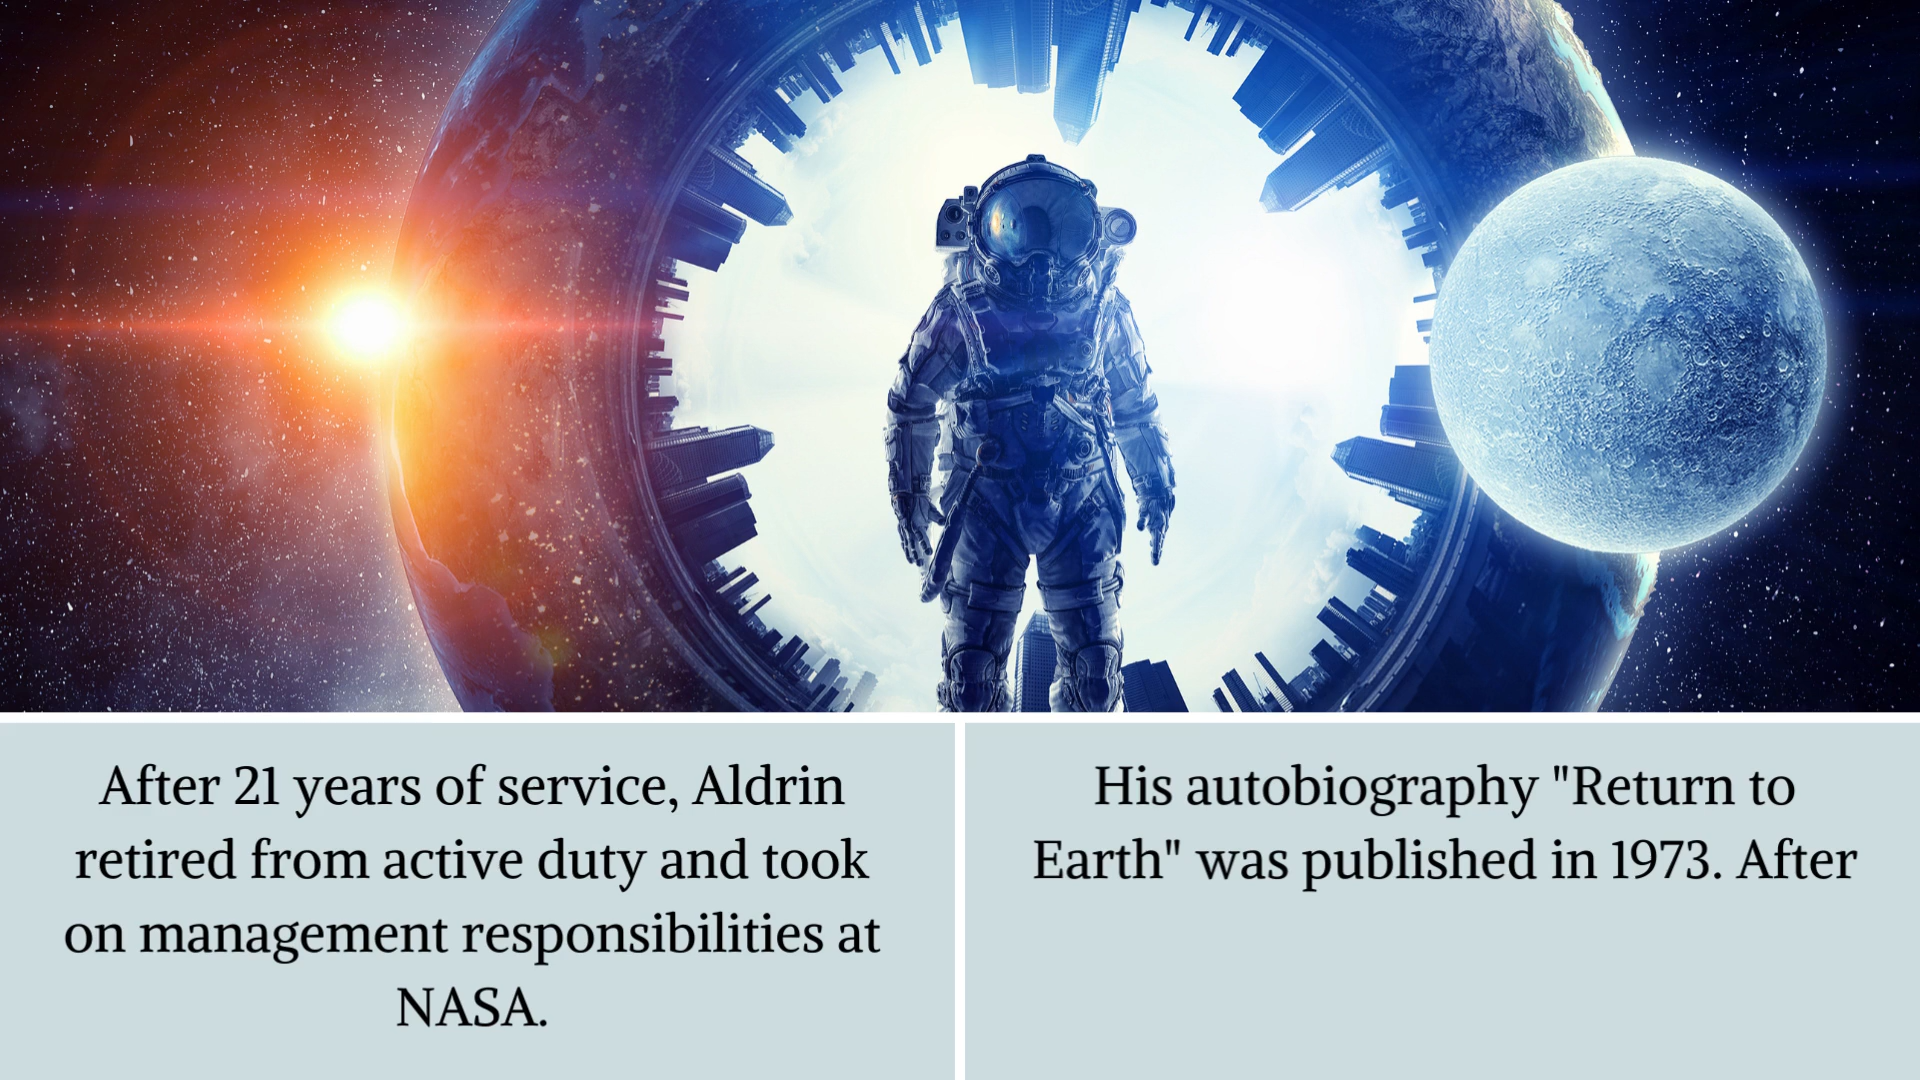 After 21 years of service, Aldrin
retired from active duty and took
on management responsibilities at
NASA.
His autobiography "Return to
Earth" was published in 1973. After